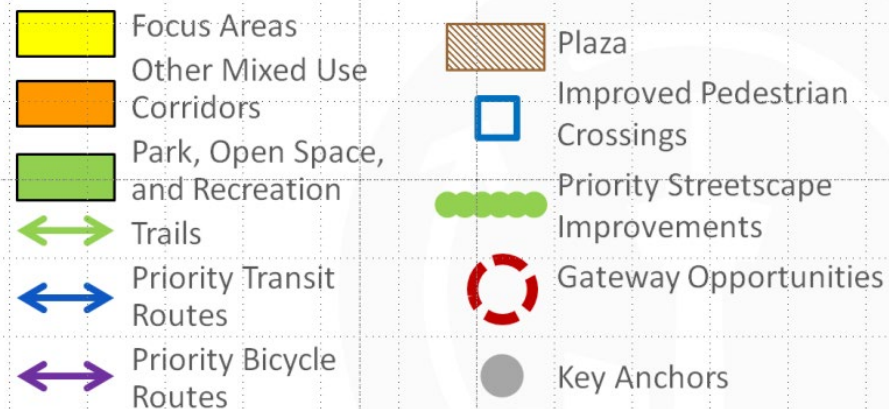 Focus Areas
Other Mixed Use
Corridors
Park, Open Space,
and Recreation
Trails
Priority Transit
Routes
Priority Bicycle
Routes
Plaza
Improved Pedestrian
Crossings
Priority Streetscape
Improvements
Gateway Opportunities
Key Anchors